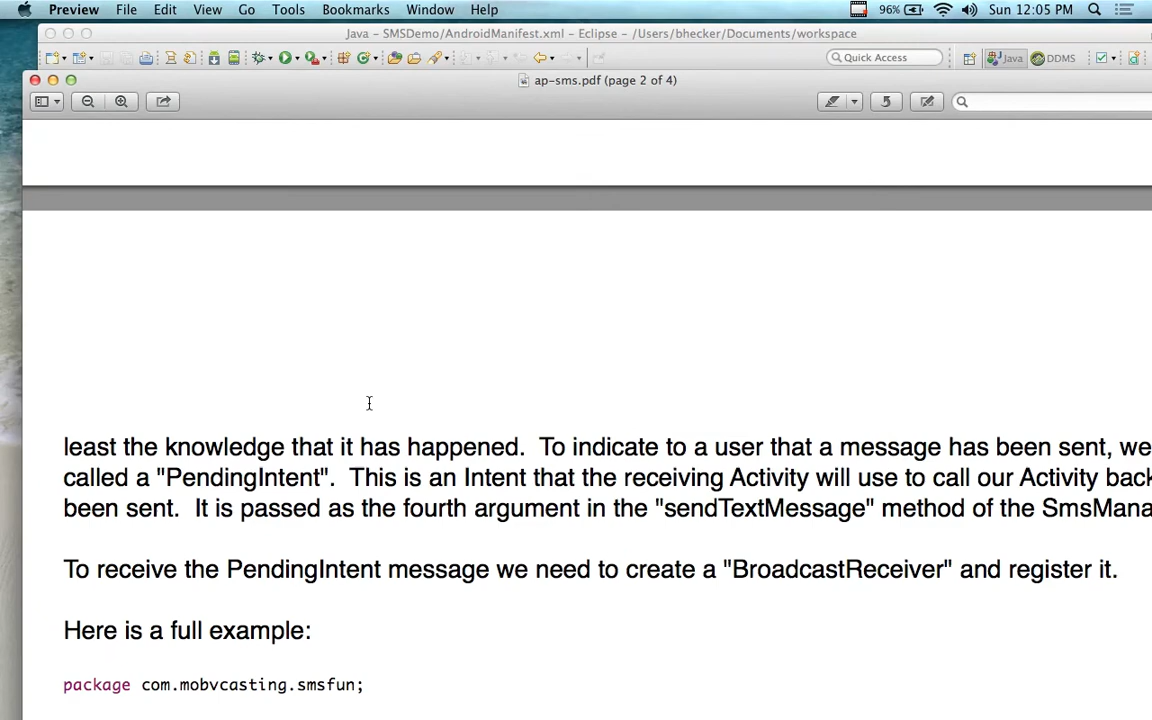 Preview File Edit View Go Tools Bookmarks Window Help 96% Sun 12:05 PM
Java – SMSDemo/AndroidManifest.xml – Eclipse – /Users/bhecker/Documents/workspace
Quick Access Java DDMS
ap-sms.pdf (page 2 of 4)
least the knowledge that it has happened. To indicate to a user that a message has been sent, we
called a "PendingIntent". This is an Intent that the receiving Activity will use to call our Activity back
been sent. It is passed as the fourth argument in the "sendTextMessage" method of the SmsMana
To receive the PendingIntent message we need to create a "BroadcastReceiver" and register it.
Here is a full example:
package com.mobvcasting.smsfun;